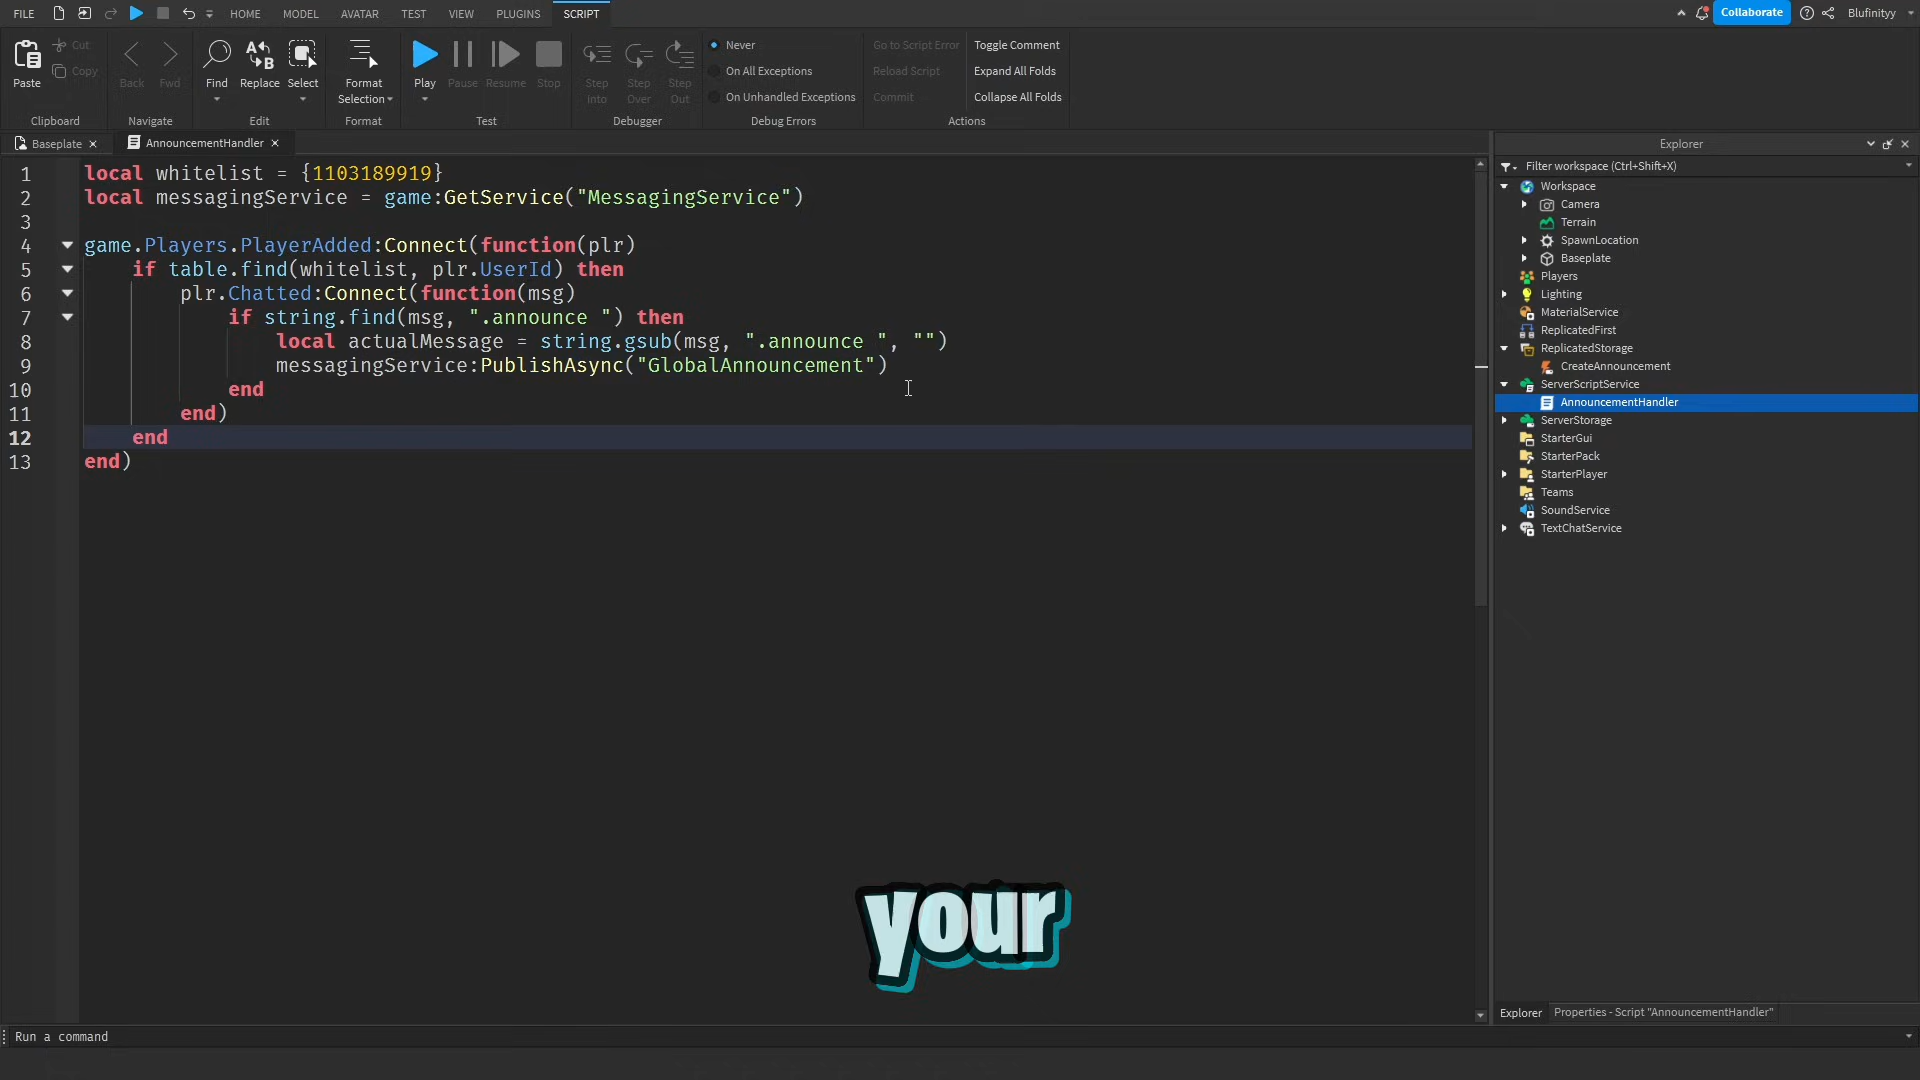 FILE HOME MODEL AVATAR TEST VIEW PLUGINS SCRIPT Collaborate Blufinityy
Paste Cut Copy
Clipboard
Back Fwd
Navigate
Find Replace Select
Edit
Format Selection
Format
Play Pause Resume Stop
Test
Step Into Step Over Step Out
Debugger
Never
On All Exceptions
On Unhandled Exceptions
Debug Errors
Go to Script Error Toggle Comment
Reload Script Expand All Folds
Commit Collapse All Folds
Actions
Baseplate AnnouncementHandler
1 local whitelist = {1103189919}
2 local messagingService = game:GetService("MessagingService")
3
4 game.Players.PlayerAdded:Connect(function(plr)
5 if table.find(whitelist, plr.UserId) then
6 plr.Chatted:Connect(function(msg)
7 if string.find(msg, ".announce ") then
8 local actualMessage = string.gsub(msg, ".announce ", "")
9 messagingService:PublishAsync("GlobalAnnouncement")
10 end
11 end)
12 end
13 end)
your
Explorer
Filter workspace (Ctrl+Shift+X)
Workspace
Camera
Terrain
SpawnLocation
Baseplate
Players
Lighting
MaterialService
ReplicatedFirst
ReplicatedStorage
CreateAnnouncement
ServerScriptService
AnnouncementHandler
ServerStorage
StarterGui
StarterPack
StarterPlayer
Teams
SoundService
TextChatService
Explorer Properties - Script "AnnouncementHandler"
Run a command